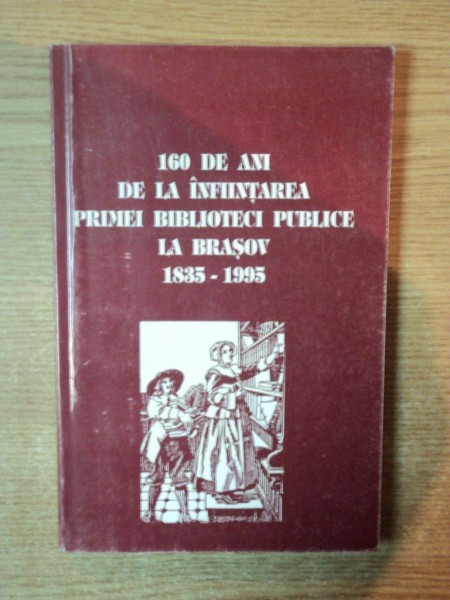 160 DE ANI
DE LA ÎNFIINȚAREA
PRIMEI BIBLIOTECI PUBLICE
LA BRAȘOV
1835 - 1995